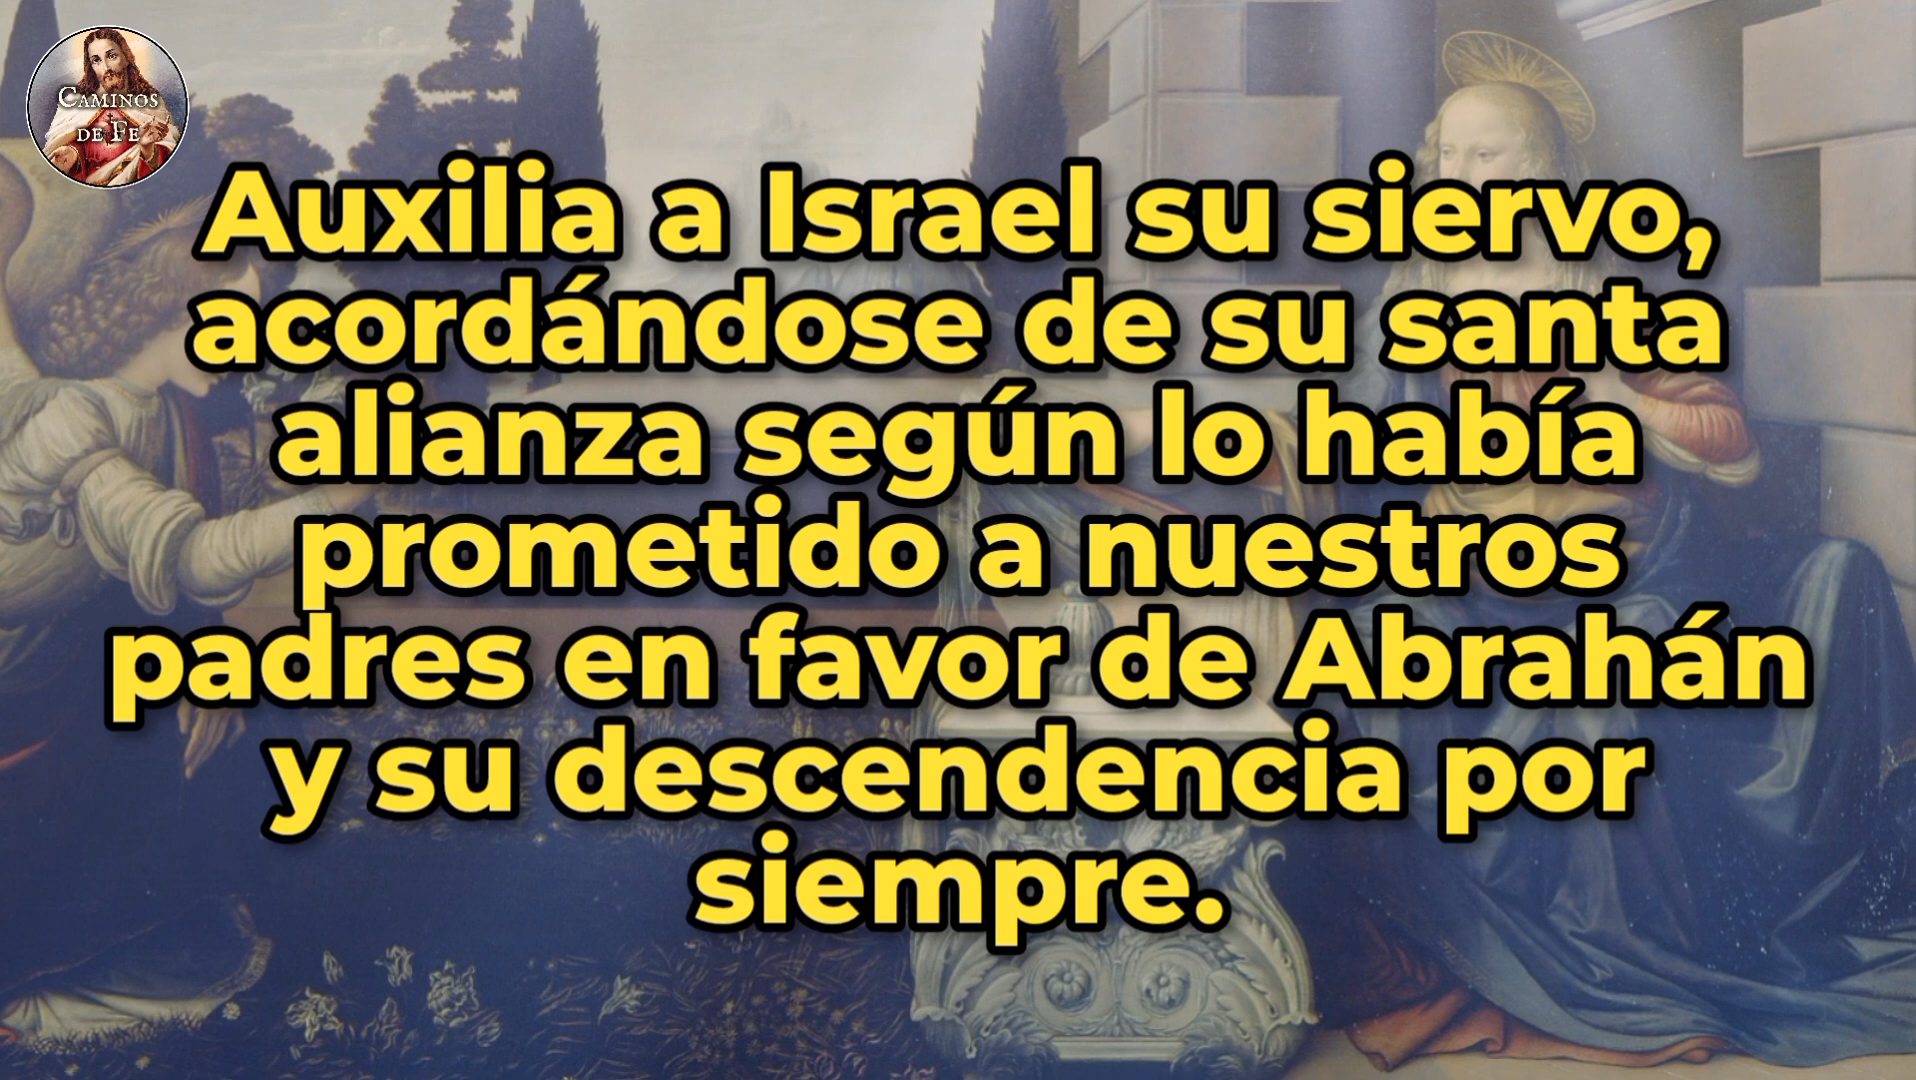 CAMINOS
DE FE
Auxilia a Israel su siervo,
acordándose de su santa
alianza según lo había
prometido a nuestros
padres en favor de Abrahán
y su descendencia por
siempre.